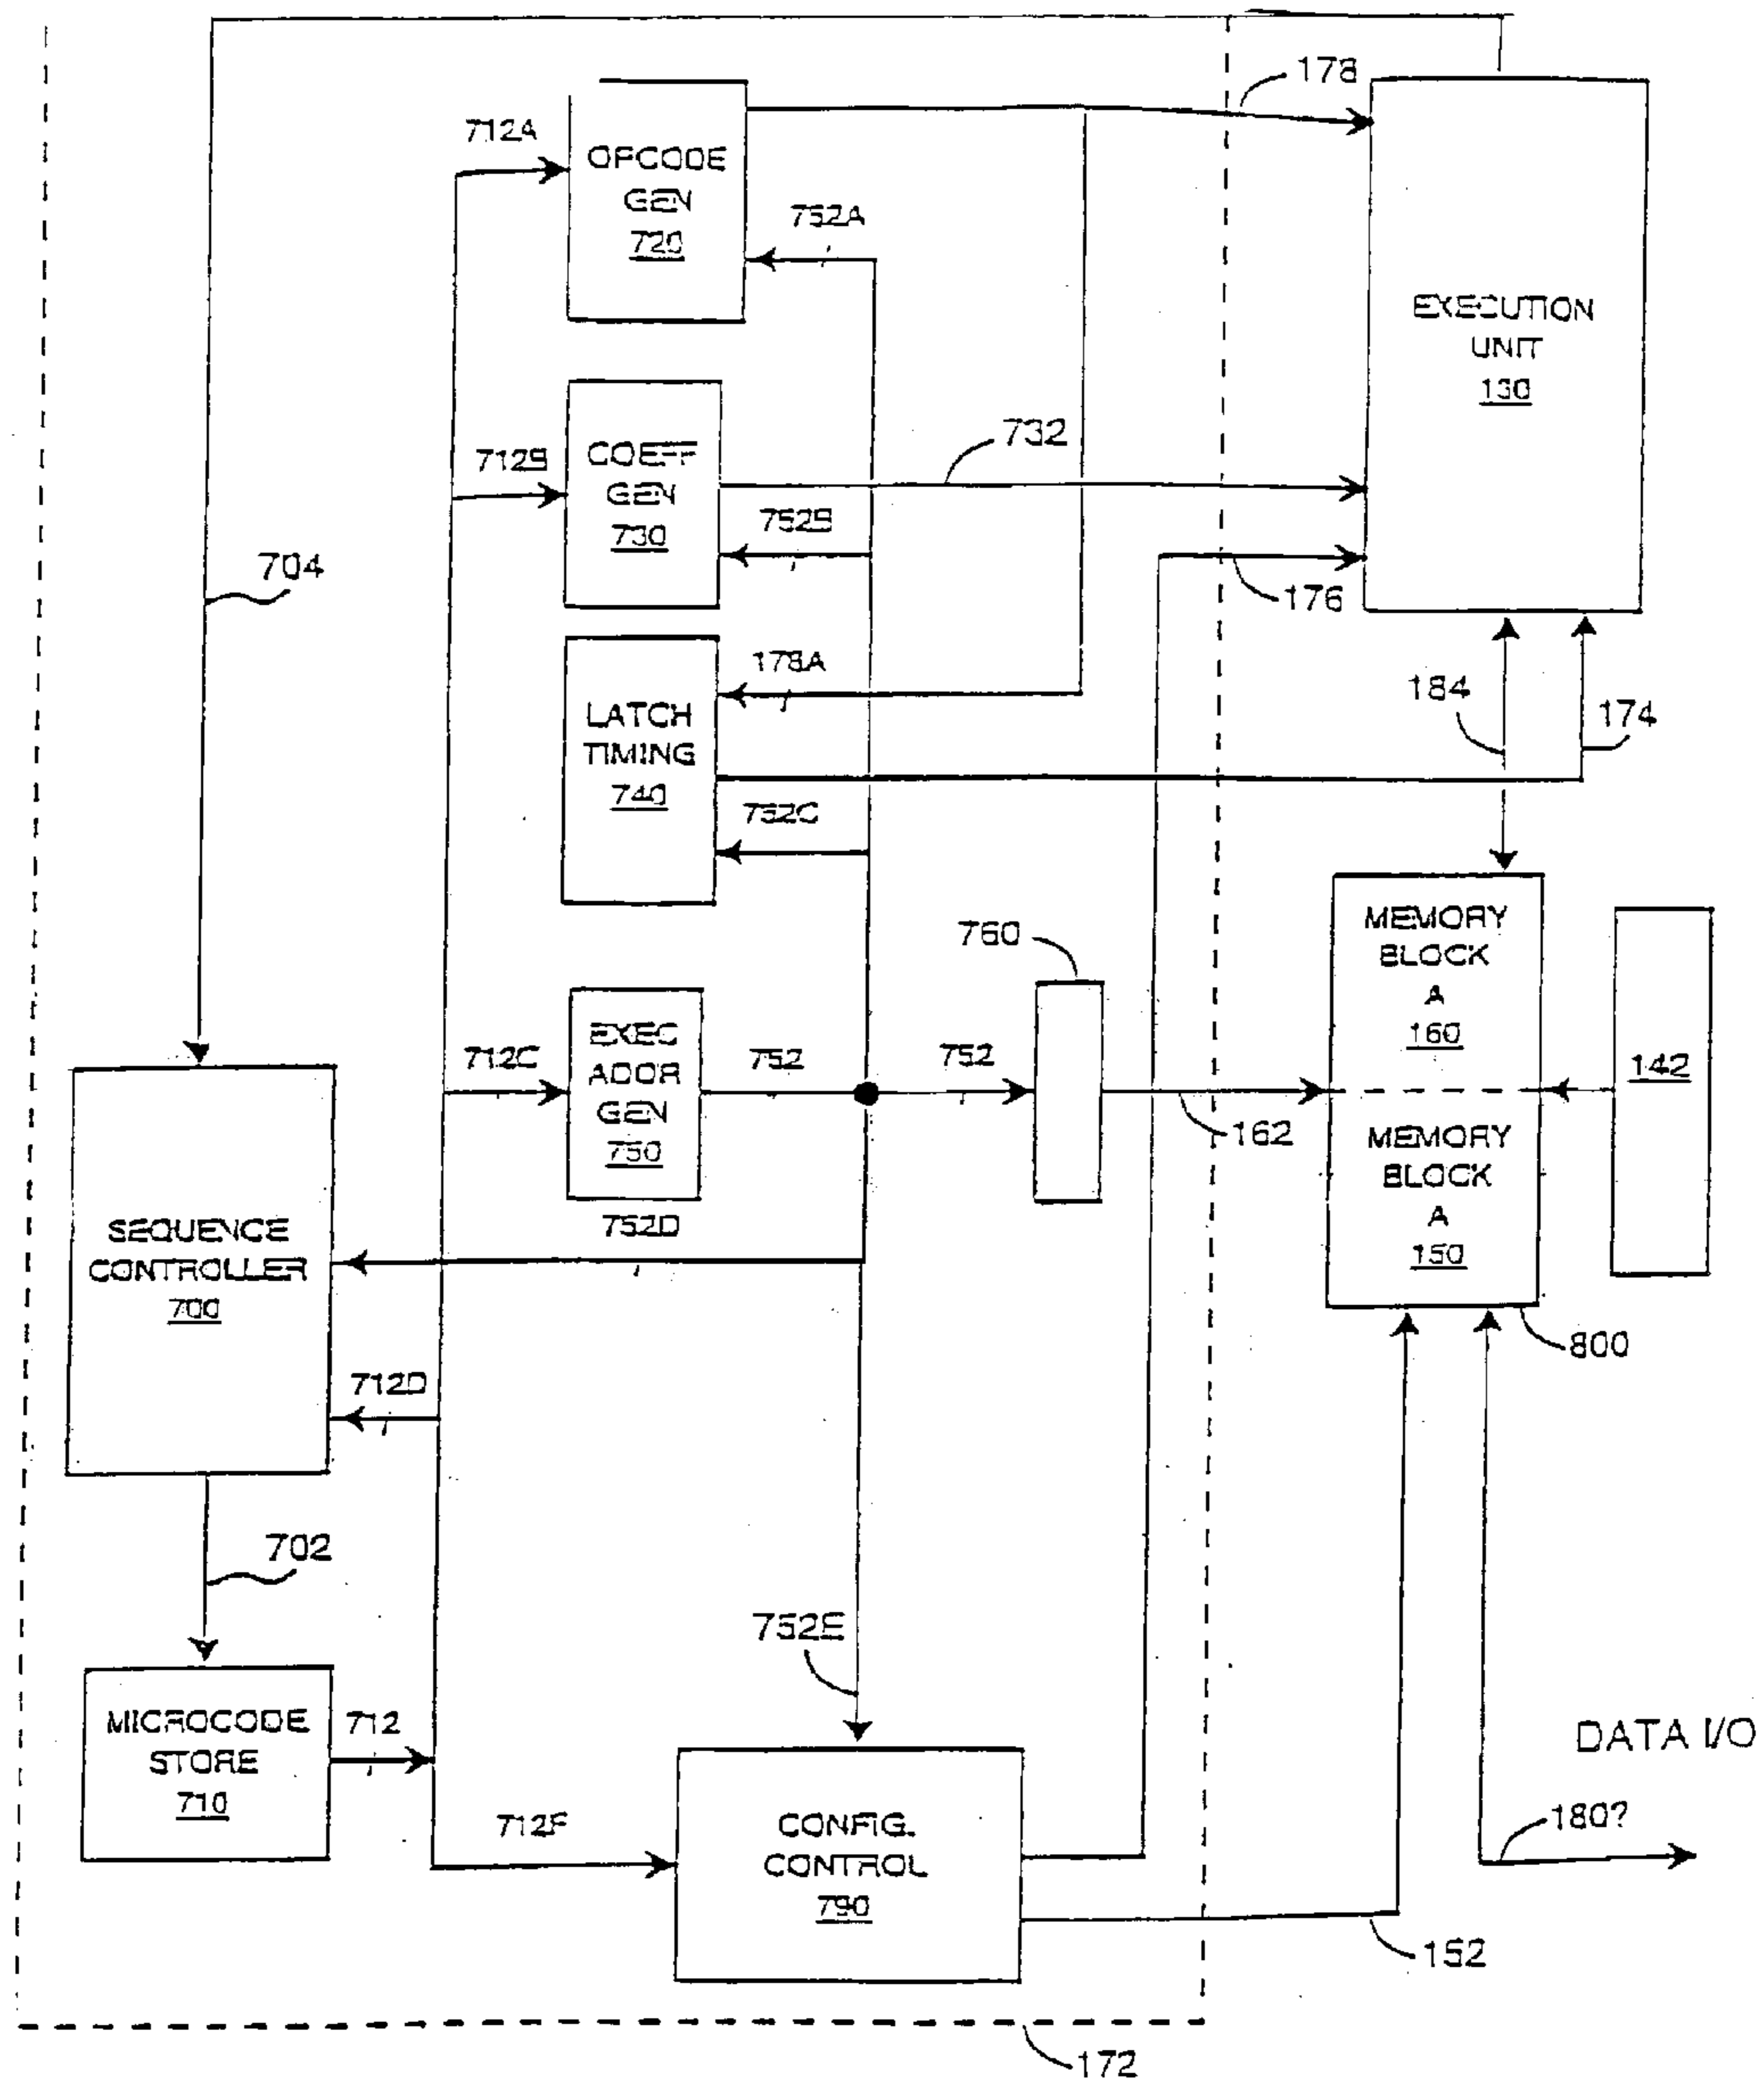 178
712A
OPCODE
GEN
720
752A
EXECUTION
UNIT
130
732
712B
COEFF
GEN
730
752B
704
176
178A
LATCH
TIMING
740
184
174
752C
760
MEMORY
BLOCK
A
160
142
712C
EXEC
ADDR
GEN
750
752
752
162
MEMORY
BLOCK
A
150
752D
SEQUENCE
CONTROLLER
700
800
712D
702
752E
MICROCODE
STORE
710
712
DATA I/O
712F
CONFIG.
CONTROL
790
180?
152
172